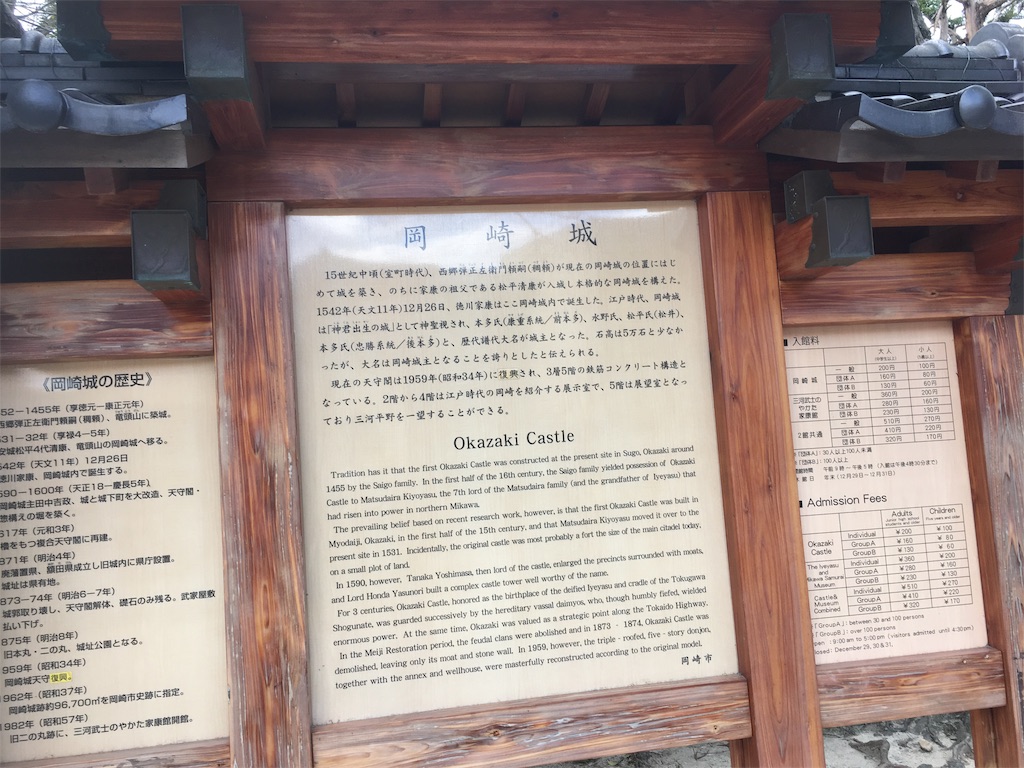 《岡崎城の歴史》
52−1455年（享徳元−康正元年）
西郷弾正左衛門頼嗣（稠頼）、竜頭山に築城。
31−32年（享禄4−5年）
安城松平4代清康、竜頭山の岡崎城へ移る。
42年（天文11年）12月26日
徳川家康、岡崎城内で誕生する。
90−1600年（天正18−慶長5年）
岡崎城主田中吉政、城と城下町を大改造、天守閣・
惣構えの堀を築く。
17年（元和3年）
櫓をもつ複合天守閣に再建。
871年（明治4年）
廃藩置県、額田県成立し旧城内に県庁設置。
城址は県有地。
873−74年（明治6−7年）
城郭取り壊し、天守閣解体、礎石のみ残る。武家屋敷
払い下げ。
875年（明治8年）
旧本丸・二の丸、城址公園となる。
959年（昭和34年）
岡崎城天守復興。
962年（昭和37年）
岡崎城跡約96,700㎡を岡崎市史跡に指定。
982年（昭和57年）
旧二の丸跡に、三河武士のやかた家康館開館。
岡崎城
15世紀中頃(室町時代)、西郷弾正左衛門頼嗣(稠頼)が現在の岡崎城の位置にはじ
めて城を築き、のちに家康の祖父である松平清康が入城し本格的な岡崎城を構えた。
1542年(天文11年)12月26日、徳川家康はここ岡崎城内で誕生した。江戸時代、岡崎城
は「神君出生の城」として神聖視され、本多氏(康重系統／前本多)、水野氏、松平氏(松井)、
本多氏(忠勝系統／後本多)と、歴代譜代大名が城主となった。石高は5万石と少なか
ったが、大名は岡崎城主となることを誇りとしたと伝えられる。
現在の天守閣は1959年(昭和34年)に復興され、3層5階の鉄筋コンクリート構造と
なっている。2階から4階は江戸時代の岡崎を紹介する展示室で、5階は展望室となっ
ており三河平野を一望することができる。
Okazaki Castle
Tradition has it that the first Okazaki Castle was constructed at the present site in Sugo, Okazaki around
1455 by the Saigo family. In the first half of the 16th century, the Saigo family yielded possession of Okazaki
Castle to Matsudaira Kiyoyasu, the 7th lord of the Matsudaira family (and the grandfather of Iyeyasu) that
had risen into power in northern Mikawa.
The prevailing belief based on recent research work, however, is that the first Okazaki Castle was built in
Myodaiji, Okazaki, in the first half of the 15th century, and that Matsudaira Kiyoyasu moved it over to the
present site in 1531. Incidentally, the original castle was most probably a fort the size of the main citadel today,
on a small plot of land.
In 1590, however, Tanaka Yoshimasa, then lord of the castle, enlarged the precincts surrounded with moats,
and Lord Honda Yasunori built a complex castle tower well worthy of the name.
For 3 centuries, Okazaki Castle, honored as the birthplace of the deified Iyeyasu and cradle of the Tokugawa
Shogunate, was guarded successively by the hereditary vassal daimyos, who, though humbly fiefed, wielded
enormous power. At the same time, Okazaki was valued as a strategic point along the Tokaido Highway.
In the Meiji Restoration period, the feudal clans were abolished and in 1873 - 1874, Okazaki Castle was
demolished, leaving only its moat and stone wall. In 1959, however, the triple - roofed, five - story donjon,
together with the annex and wellhouse, were masterfully reconstructed according to the original model.
岡崎市
■ 入館料
大人 小人
(中学生以上) (5歳以上)
岡崎城 個人 200円 100円
団体A 160円 80円
団体B 130円 60円
三河武士のやかた家康館 一般 360円 200円
団体A 280円 160円
団体B 230円 130円
2館共通 一般 510円 270円
団体A 410円 220円
団体B 320円 170円
「団体A」：30人以上100人未満
「団体B」：100人以上
開館時間 午前9時〜午後5時（入館は午後4時30分まで）
休館日 年末（12月29日〜12月31日）
■ Admission Fees
Adults Children
Junior high school students and older Five years and older
Okazaki Castle Individual ¥200 ¥100
GroupA ¥160 ¥80
GroupB ¥130 ¥60
The Iyeyasu and Mikawa Samurai Museum Individual ¥360 ¥200
GroupA ¥280 ¥160
GroupB ¥230 ¥130
Castle& Museum Combined Individual ¥510 ¥270
GroupA ¥410 ¥220
GroupB ¥320 ¥170
「GroupA」: between 30 and 100 persons
「GroupB」: over 100 persons
open : 9:00 am to 5:00 pm (visitors admitted until 4:30pm)
closed: December 29, 30 & 31.